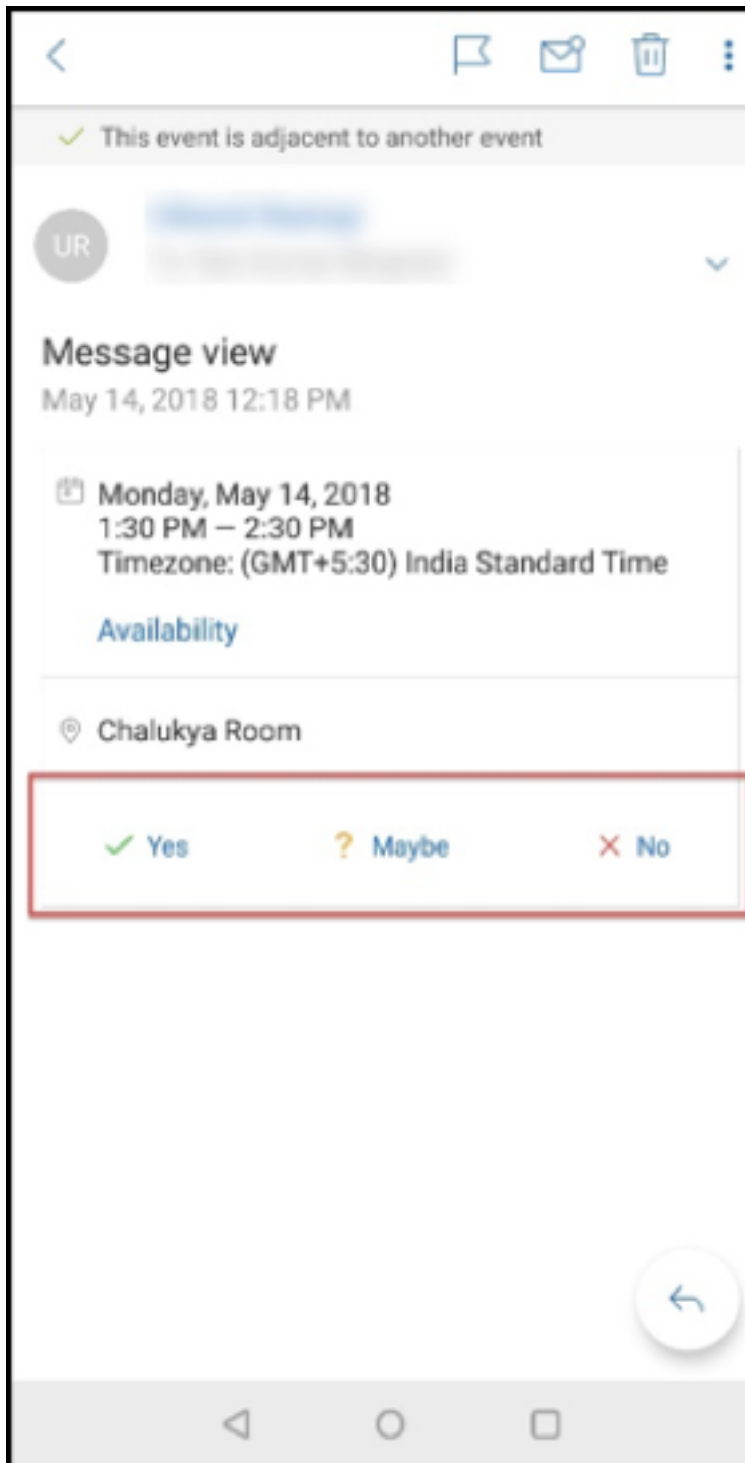 This event is adjacent to another event
UR
Message view
May 14, 2018 12:18 PM
Monday, May 14, 2018
1:30 PM – 2:30 PM
Timezone: (GMT+5:30) India Standard Time
Availability
Chalukya Room
Yes ? Maybe No